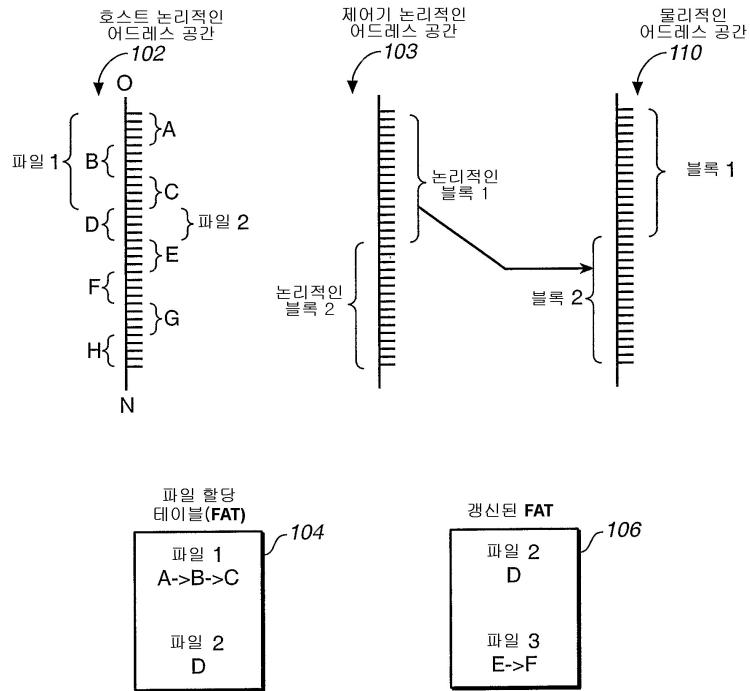 호스트 논리적인
어드레스 공간
102
제어기 논리적인
어드레스 공간
103
물리적인
어드레스 공간
110
O
A
파일 1
B
C
D
파일 2
E
F
G
H
N
논리적인
블록 1
논리적인
블록 2
블록 1
블록 2
파일 할당
테이블(FAT)
104
파일 1
A->B->C
파일 2
D
갱신된 FAT
106
파일 2
D
파일 3
E->F